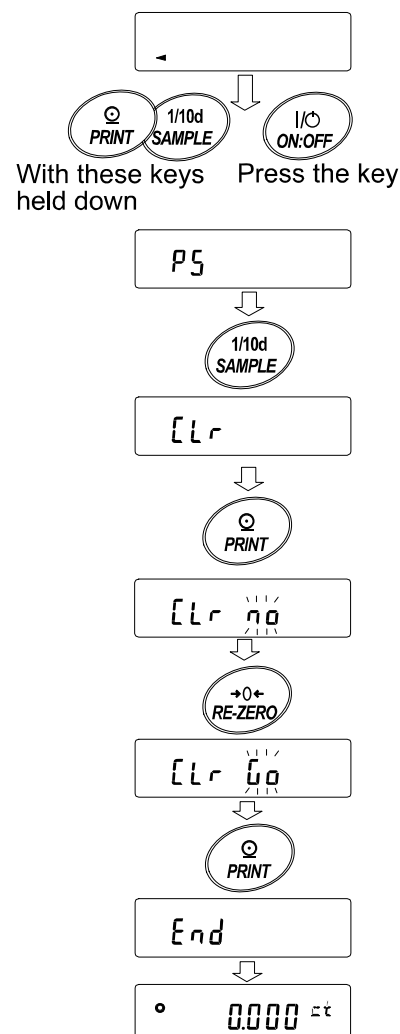 1/10d
PRINT SAMPLE ON:OFF
With these keys Press the key
held down
PS
1/10d
SAMPLE
CLr
PRINT
CLr no
→0←
RE-ZERO
CLr Go
PRINT
End
0.000 ct